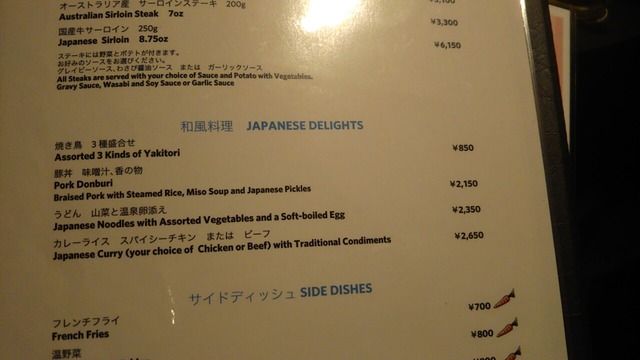 オーストラリア産 サーロインステーキ 200g
Australian Sirloin Steak 7oz
¥3,300
国産牛サーロイン 250g
Japanese Sirloin 8.75oz
¥6,150
ステーキには野菜とポテトが付きます。
お好みのソースをお選びください。
グレイビーソース、わさび醤油ソース または ガーリックソース
All Steaks are served with your choice of Sauce and Potato with Vegetables.
Gravy Sauce, Wasabi and Soy Sauce or Garlic Sauce
和風料理 JAPANESE DELIGHTS
焼き鳥 3種盛合せ
Assorted 3 Kinds of Yakitori
¥850
豚丼 味噌汁、香の物
Pork Donburi
Braised Pork with Steamed Rice, Miso Soup and Japanese Pickles
¥2,150
うどん 山菜と温泉卵添え
Japanese Noodles with Assorted Vegetables and a Soft-boiled Egg
¥2,350
カレーライス スパイシーチキン または ビーフ
Japanese Curry (your choice of Chicken or Beef) with Traditional Condiments
¥2,650
サイドディッシュ SIDE DISHES
¥700
フレンチフライ
French Fries
¥800
温野菜